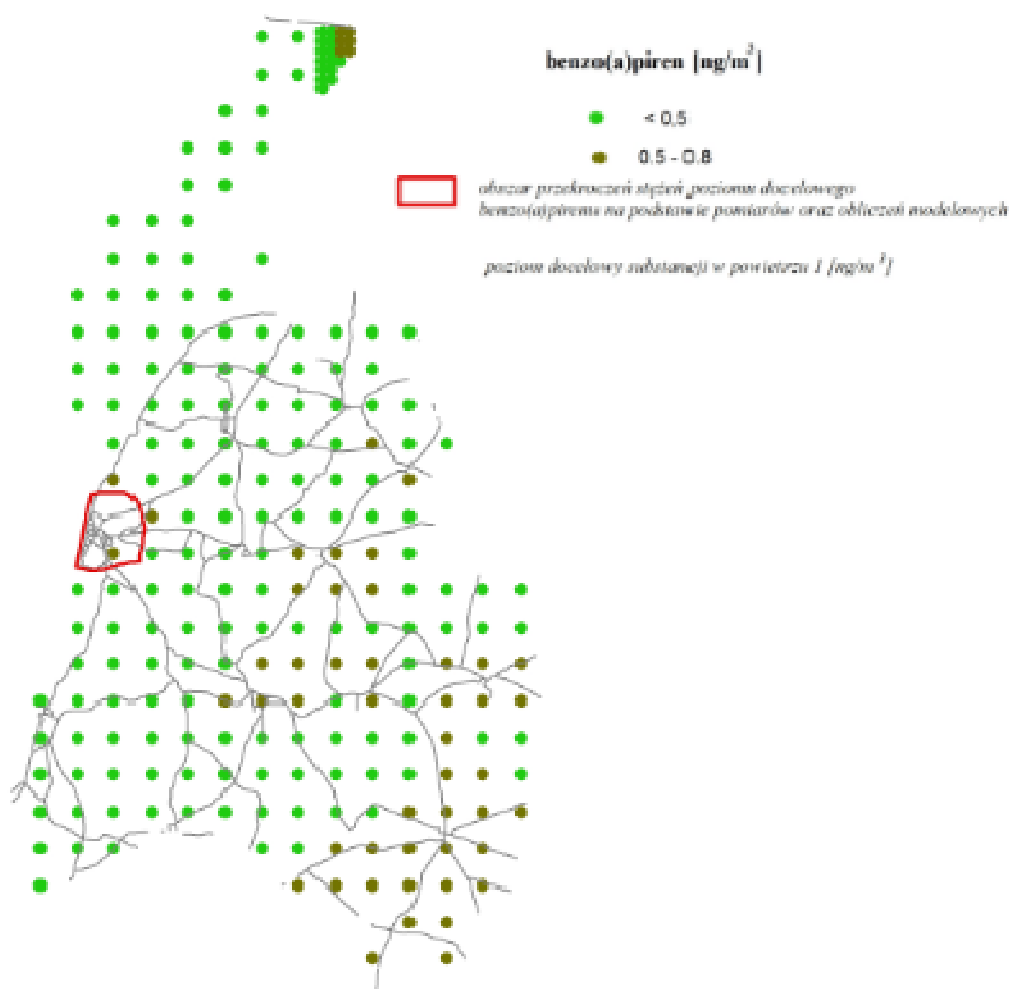 benzo(a)piren [ng/m³]
< 0,5
0.5 - 0.8
obszar przekroczeń stężeń poziomu docelowego
benzo(a)pirenu na podstawie pomiarów oraz obliczeń modelowych
poziom docelowy substancji w powietrzu 1 [ng/m³]